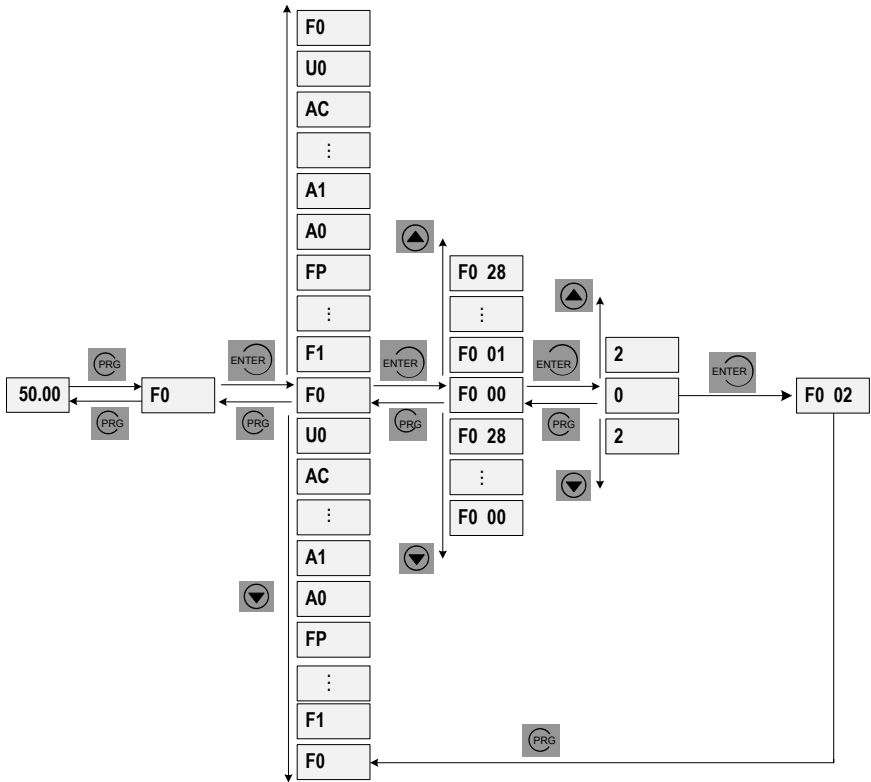 F0
U0
AC
⋮
A1
A0
FP
⋮
F1
F0
U0
AC
⋮
A1
A0
FP
⋮
F1
F0
F0 28
⋮
F0 01
F0 00
F0 28
⋮
F0 00
2
0
2
50.00
PRG
PRG
F0
ENTER
PRG
ENTER
PRG
ENTER
PRG
ENTER
F0 02
PRG